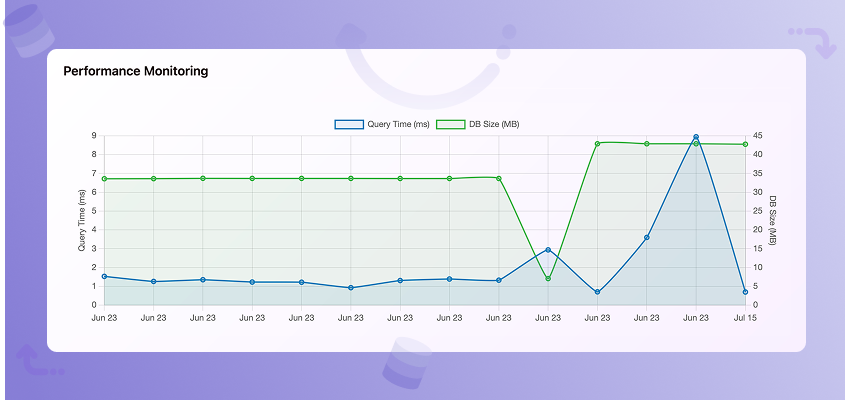 Performance Monitoring
Query Time (ms) DB Size (MB)
9 45
8 40
7 35
6 30
5 25
4 20
3 15
2 10
1 5
0 0
Query Time (ms)
DB Size (MB)
Jun 23 Jun 23 Jun 23 Jun 23 Jun 23 Jun 23 Jun 23 Jun 23 Jun 23 Jun 23 Jun 23 Jun 23 Jun 23 Jul 15